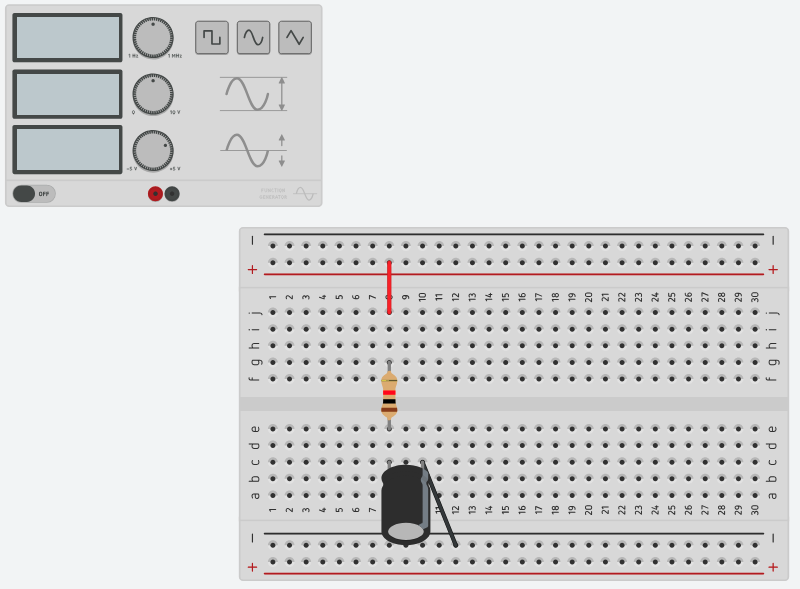 1 Hz 1 MHz
0 10 V
-5 V +5 V
OFF
FUNCTION
GENERATOR
− −
+ +
1 2 3 4 5 6 7 8 9 10 11 12 13 14 15 16 17 18 19 20 21 22 23 24 25 26 27 28 29 30
j j
i i
h h
g g
f f
e e
d d
c c
b b
a a
1 2 3 4 5 6 7 11 12 13 14 15 16 17 18 19 20 21 22 23 24 25 26 27 28 29 30
− −
+ +